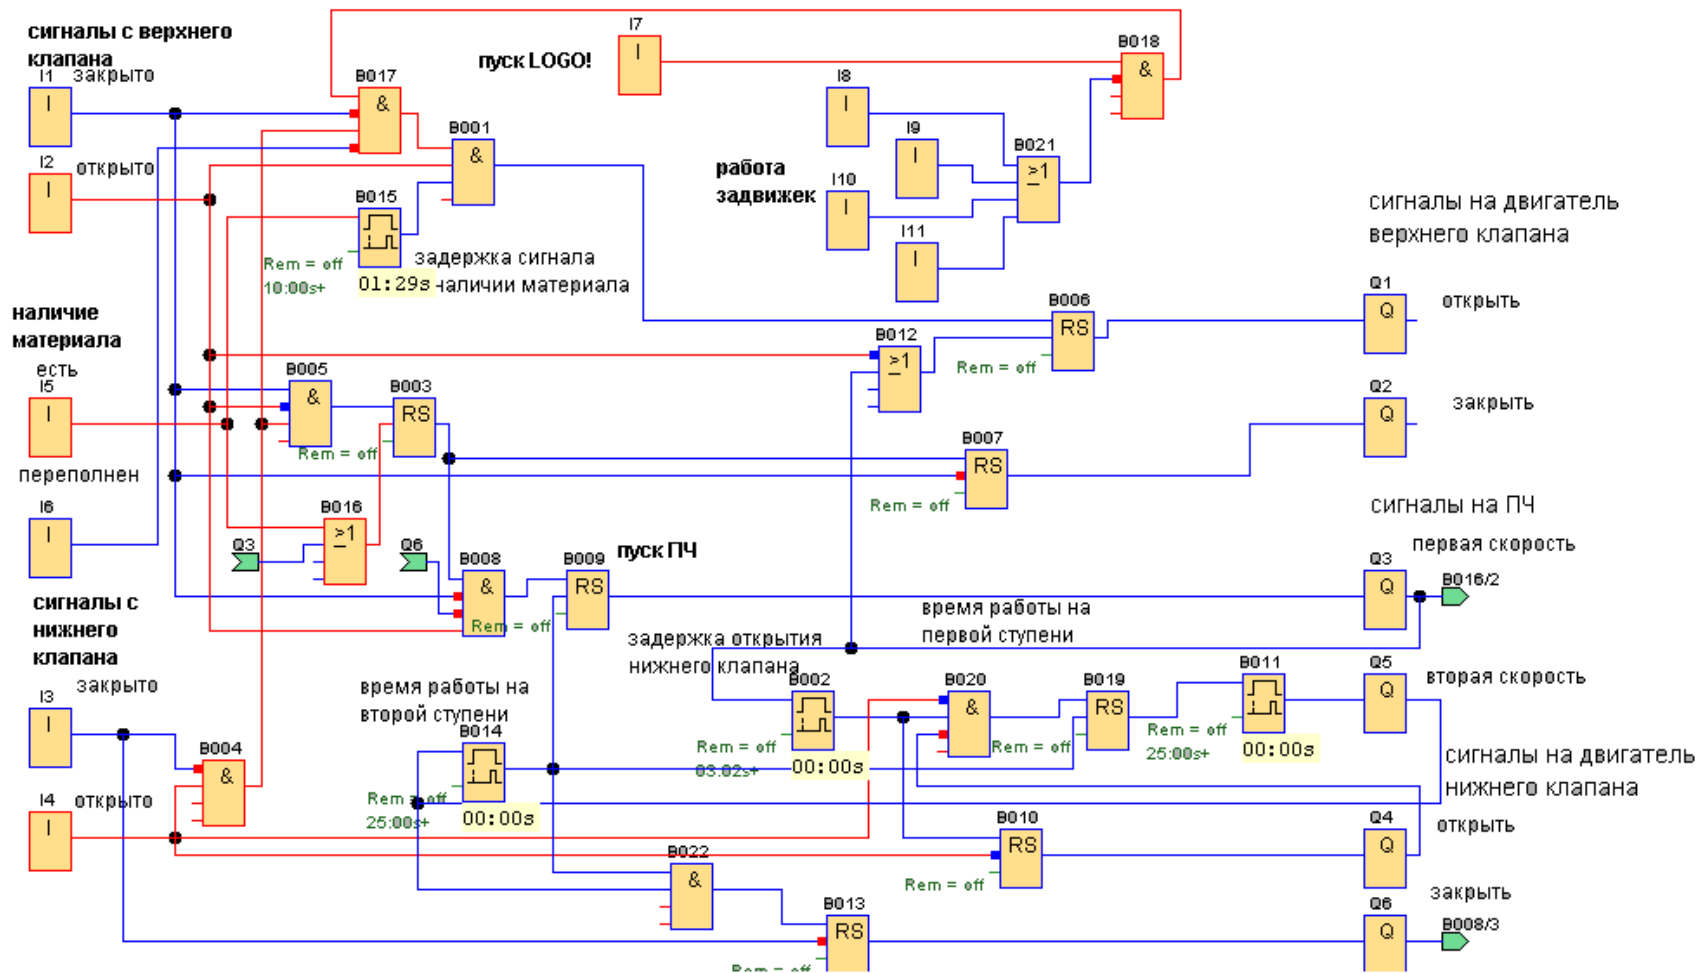 сигналы с верхнего
клапана
I1
закрыто
I
I2
открыто
I
B017
&
B001
&
пуск LOGO!
I7
I
B018
&
I8
I
I9
I
I10
I
I11
I
B021
>1
работа
задвижек
B015
Rem = off
10:00s+
01:29s
задержка сигнала
наличии материала
сигналы на двигатель
верхнего клапана
Q1
открыть
Q
Q2
закрыть
Q
B006
RS
Rem = off
B012
>1
наличие
материала
есть
I5
I
B005
&
B003
RS
Rem = off
B007
RS
Rem = off
переполнен
I6
I
B016
>1
Q3
Q6
B008
&
Rem = off
B009
RS
пуск ПЧ
сигналы на ПЧ
первая скорость
Q3
Q
B016/2
сигналы с
нижнего
клапана
I3
закрыто
I
I4
открыто
I
B004
&
время работы на
второй ступени
B014
Rem = off
25:00s+
00:00s
задержка открытия
нижнего клапана
B002
Rem = off
03:02s+
00:00s
время работы на
первой ступени
B020
&
Rem = off
B019
RS
B011
Rem = off
25:00s+
00:00s
Q5
вторая скорость
Q
сигналы на двигатель
нижнего клапана
B010
RS
Rem = off
Q4
открыть
Q
B022
&
B013
RS
Rem = off
закрыть
Q6
Q
B008/3